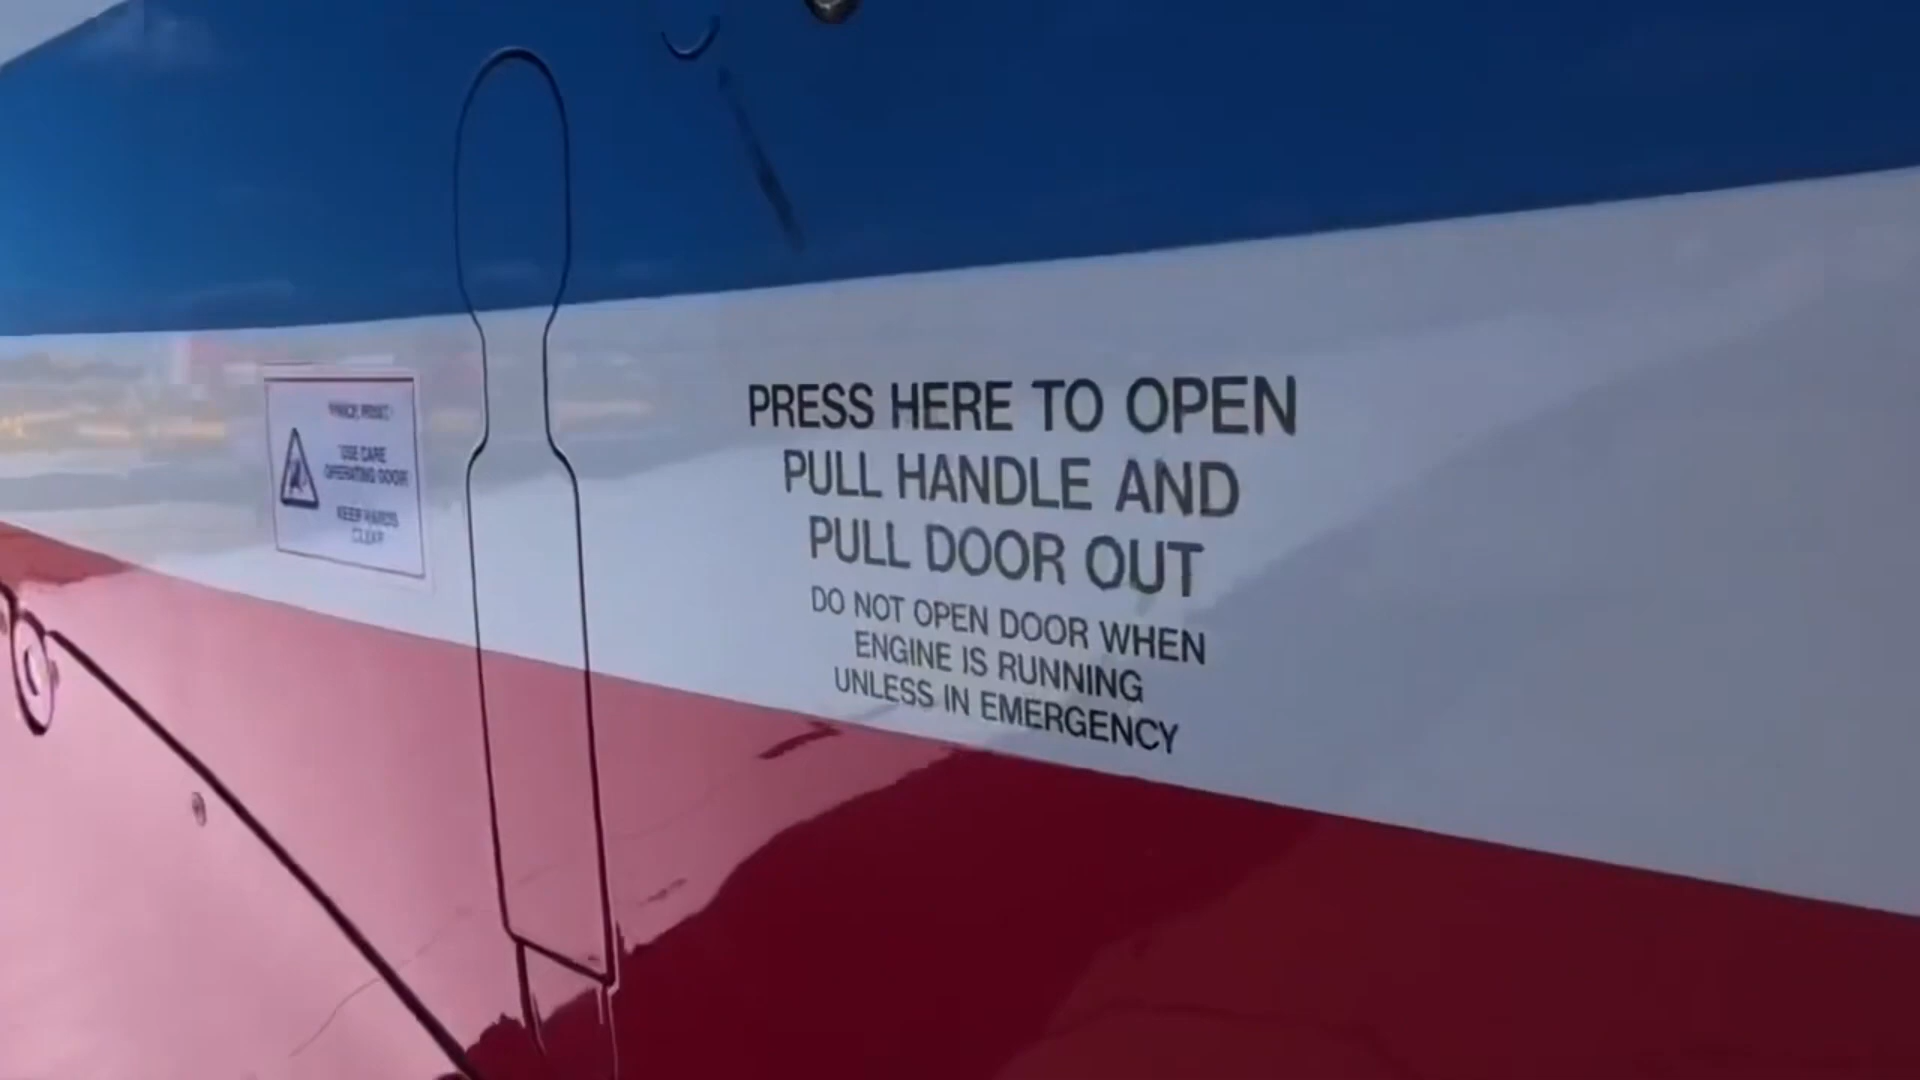 USE CARE
OPERATING DOOR
KEEP HANDS
CLEAR
PRESS HERE TO OPEN
PULL HANDLE AND
PULL DOOR OUT
DO NOT OPEN DOOR WHEN
ENGINE IS RUNNING
UNLESS IN EMERGENCY